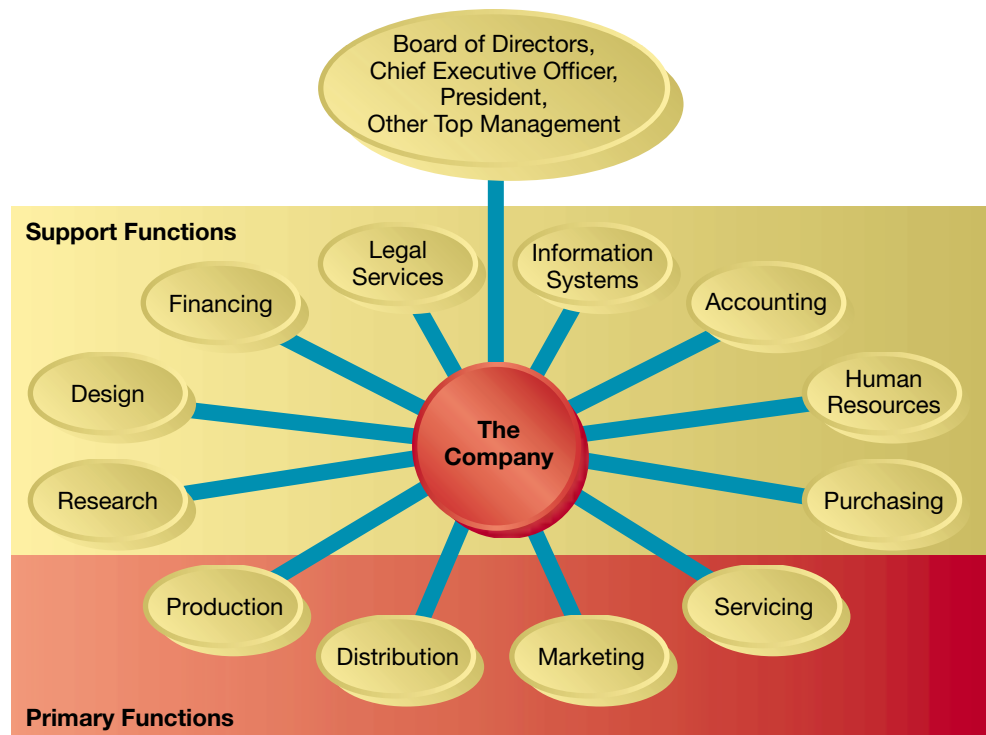 Board of Directors,
Chief Executive Officer,
President,
Other Top Management
Support Functions
Legal
Services
Information
Systems
Financing
Accounting
Design
Human
Resources
The
Company
Research
Purchasing
Production
Servicing
Distribution
Marketing
Primary Functions